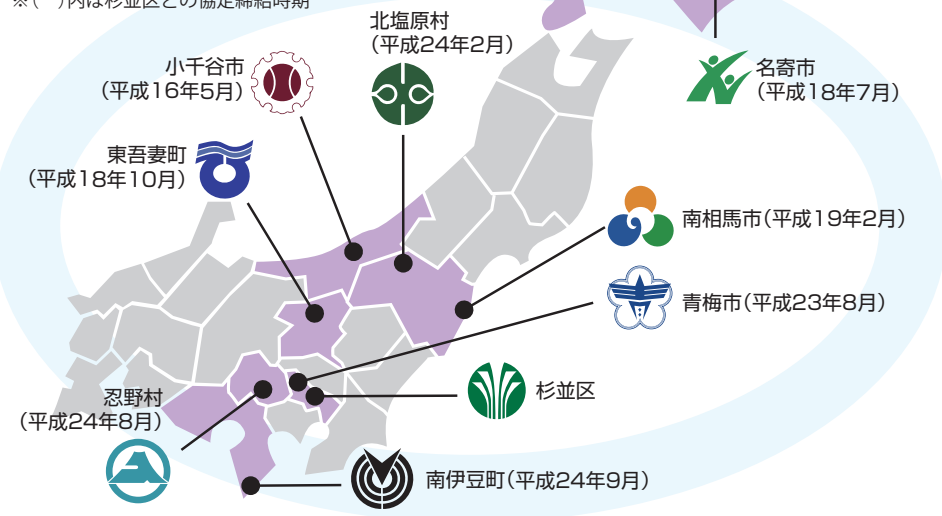 ※(　)内は杉並区との協定締結時期
北塩原村
(平成24年2月)
小千谷市
(平成16年5月)
名寄市
(平成18年7月)
東吾妻町
(平成18年10月)
南相馬市(平成19年2月)
青梅市(平成23年8月)
杉並区
忍野村
(平成24年8月)
南伊豆町(平成24年9月)